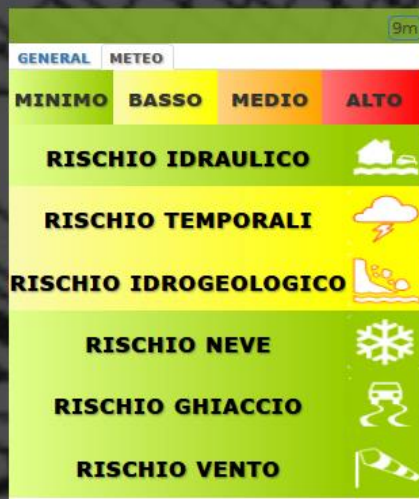 9m
GENERAL METEO
MINIMO BASSO MEDIO ALTO
RISCHIO IDRAULICO
RISCHIO TEMPORALI
RISCHIO IDROGEOLOGICO
RISCHIO NEVE
RISCHIO GHIACCIO
RISCHIO VENTO